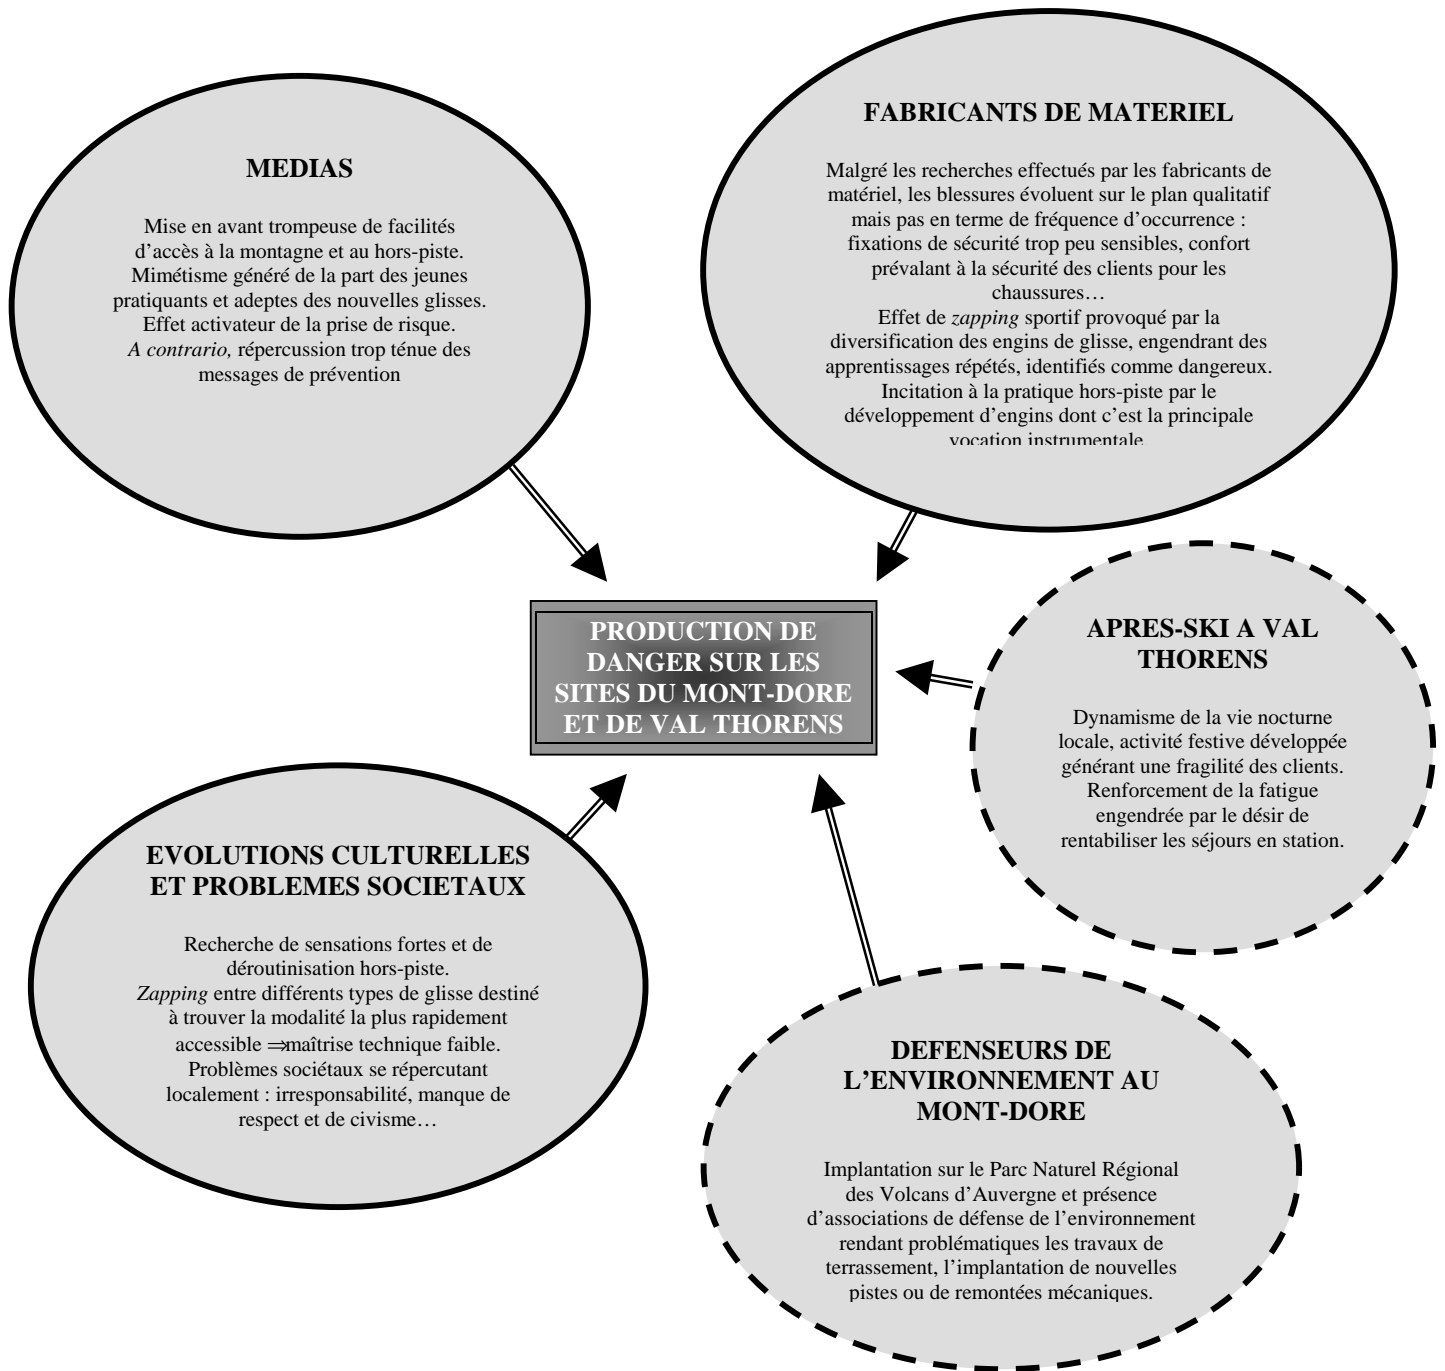 MEDIAS
Mise en avant trompeuse de facilités
d’accès à la montagne et au hors-piste.
Mimétisme généré de la part des jeunes
pratiquants et adeptes des nouvelles glisses.
Effet activateur de la prise de risque.
A contrario, répercussion trop ténue des
messages de prévention
FABRICANTS DE MATERIEL
Malgré les recherches effectués par les fabricants de
matériel, les blessures évoluent sur le plan qualitatif
mais pas en terme de fréquence d’occurrence :
fixations de sécurité trop peu sensibles, confort
prévalant à la sécurité des clients pour les
chaussures…
Effet de zapping sportif provoqué par la
diversification des engins de glisse, engendrant des
apprentissages répétés, identifiés comme dangereux.
Incitation à la pratique hors-piste par le
développement d’engins dont c’est la principale
vocation instrumentale
PRODUCTION DE
DANGER SUR LES
SITES DU MONT-DORE
ET DE VAL THORENS
APRES-SKI A VAL
THORENS
Dynamisme de la vie nocturne
locale, activité festive développée
générant une fragilité des clients.
Renforcement de la fatigue
engendrée par le désir de
rentabiliser les séjours en station.
EVOLUTIONS CULTURELLES
ET PROBLEMES SOCIETAUX
Recherche de sensations fortes et de
déroutinisation hors-piste.
Zapping entre différents types de glisse destiné
à trouver la modalité la plus rapidement
accessible ⇒maîtrise technique faible.
Problèmes sociétaux se répercutant
localement : irresponsabilité, manque de
respect et de civisme…
DEFENSEURS DE
L’ENVIRONNEMENT AU
MONT-DORE
Implantation sur le Parc Naturel Régional
des Volcans d’Auvergne et présence
d’associations de défense de l’environnement
rendant problématiques les travaux de
terrassement, l’implantation de nouvelles
pistes ou de remontées mécaniques.